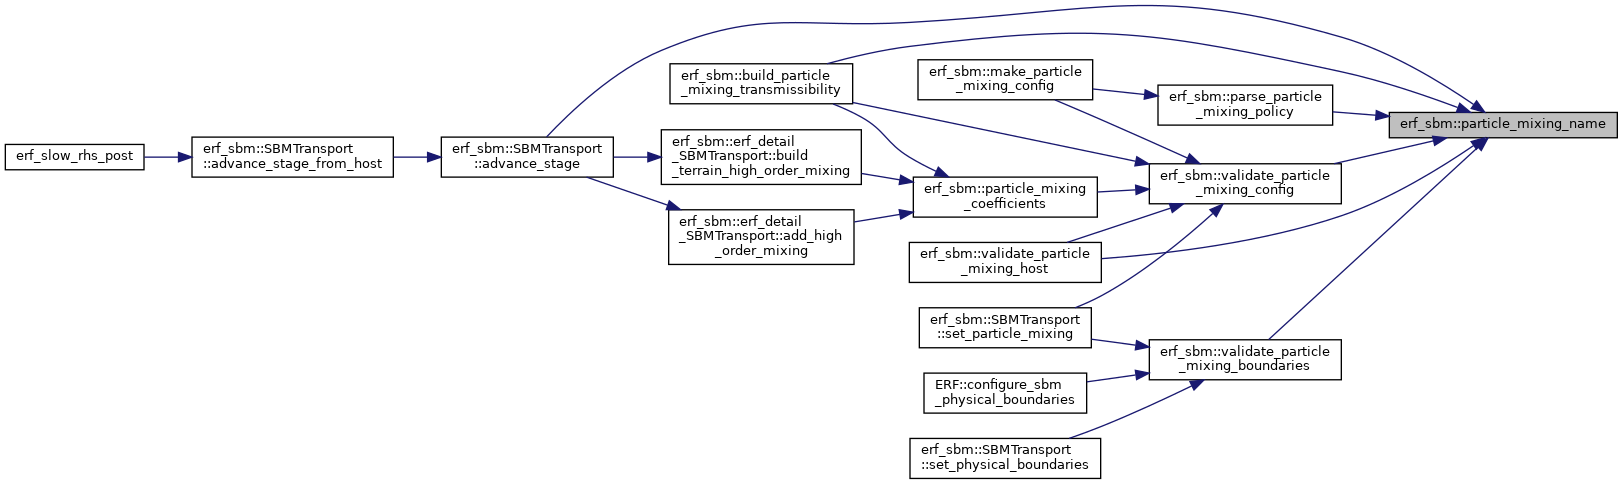 erf_slow_rhs_post
erf_sbm::SBMTransport
::advance_stage_from_host
erf_sbm::SBMTransport
::advance_stage
erf_sbm::build_particle
_mixing_transmissibility
erf_sbm::erf_detail
_SBMTransport::build
_terrain_high_order_mixing
erf_sbm::erf_detail
_SBMTransport::add_high
_order_mixing
erf_sbm::make_particle
_mixing_config
erf_sbm::particle_mixing
_coefficients
erf_sbm::validate_particle
_mixing_host
erf_sbm::SBMTransport
::set_particle_mixing
ERF::configure_sbm
_physical_boundaries
erf_sbm::SBMTransport
::set_physical_boundaries
erf_sbm::parse_particle
_mixing_policy
erf_sbm::validate_particle
_mixing_config
erf_sbm::validate_particle
_mixing_boundaries
erf_sbm::particle_mixing_name